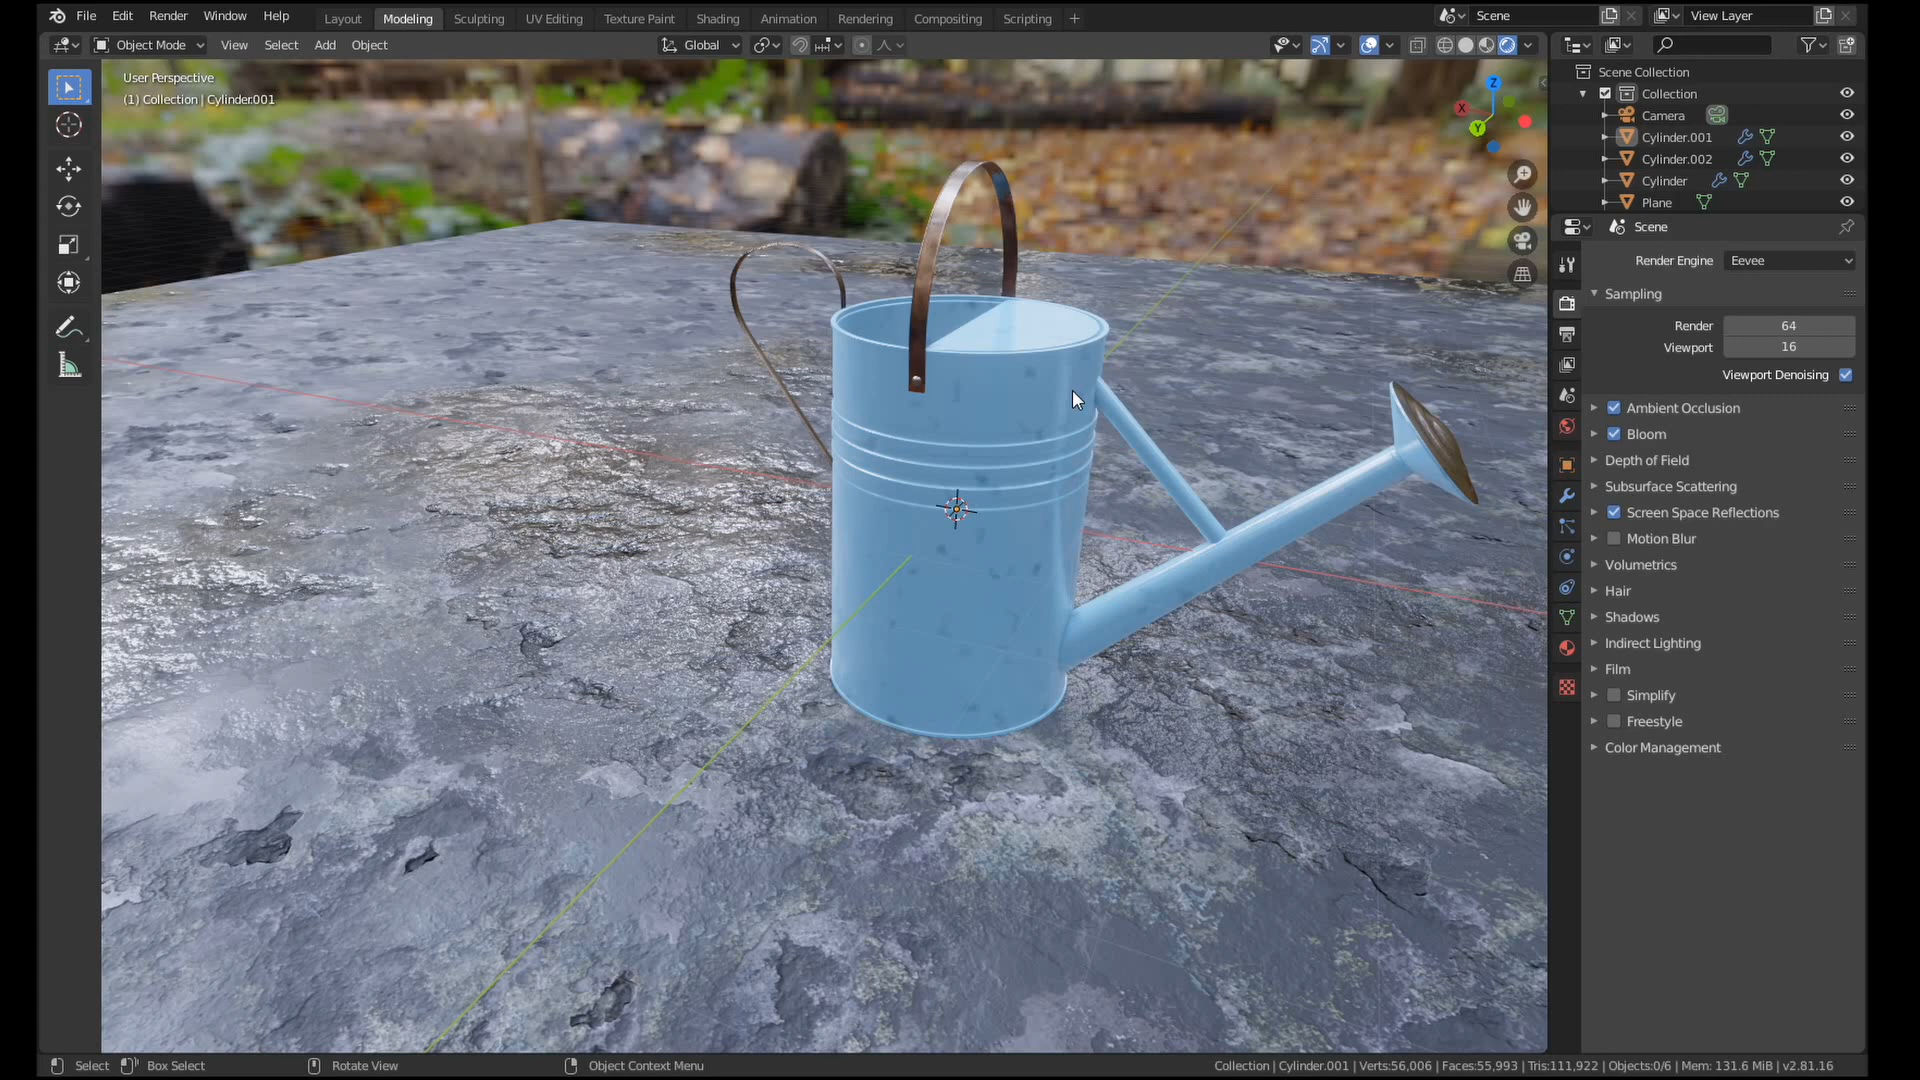 File Edit Render Window Help
Layout Modeling Sculpting UV Editing Texture Paint Shading Animation Rendering Compositing Scripting +
Scene
View Layer
Object Mode View Select Add Object
Global
User Perspective
(1) Collection | Cylinder.001
Z
X
Y
Scene Collection
Collection
Camera
Cylinder.001
Cylinder.002
Cylinder
Plane
Scene
Render Engine Eevee
Sampling
Render 64
Viewport 16
Viewport Denoising
Ambient Occlusion
Bloom
Depth of Field
Subsurface Scattering
Screen Space Reflections
Motion Blur
Volumetrics
Hair
Shadows
Indirect Lighting
Film
Simplify
Freestyle
Color Management
Select Box Select Rotate View Object Context Menu
Collection | Cylinder.001 | Verts:56,006 | Faces:55,993 | Tris:111,922 | Objects:0/6 | Mem: 131.6 MiB | v2.81.16